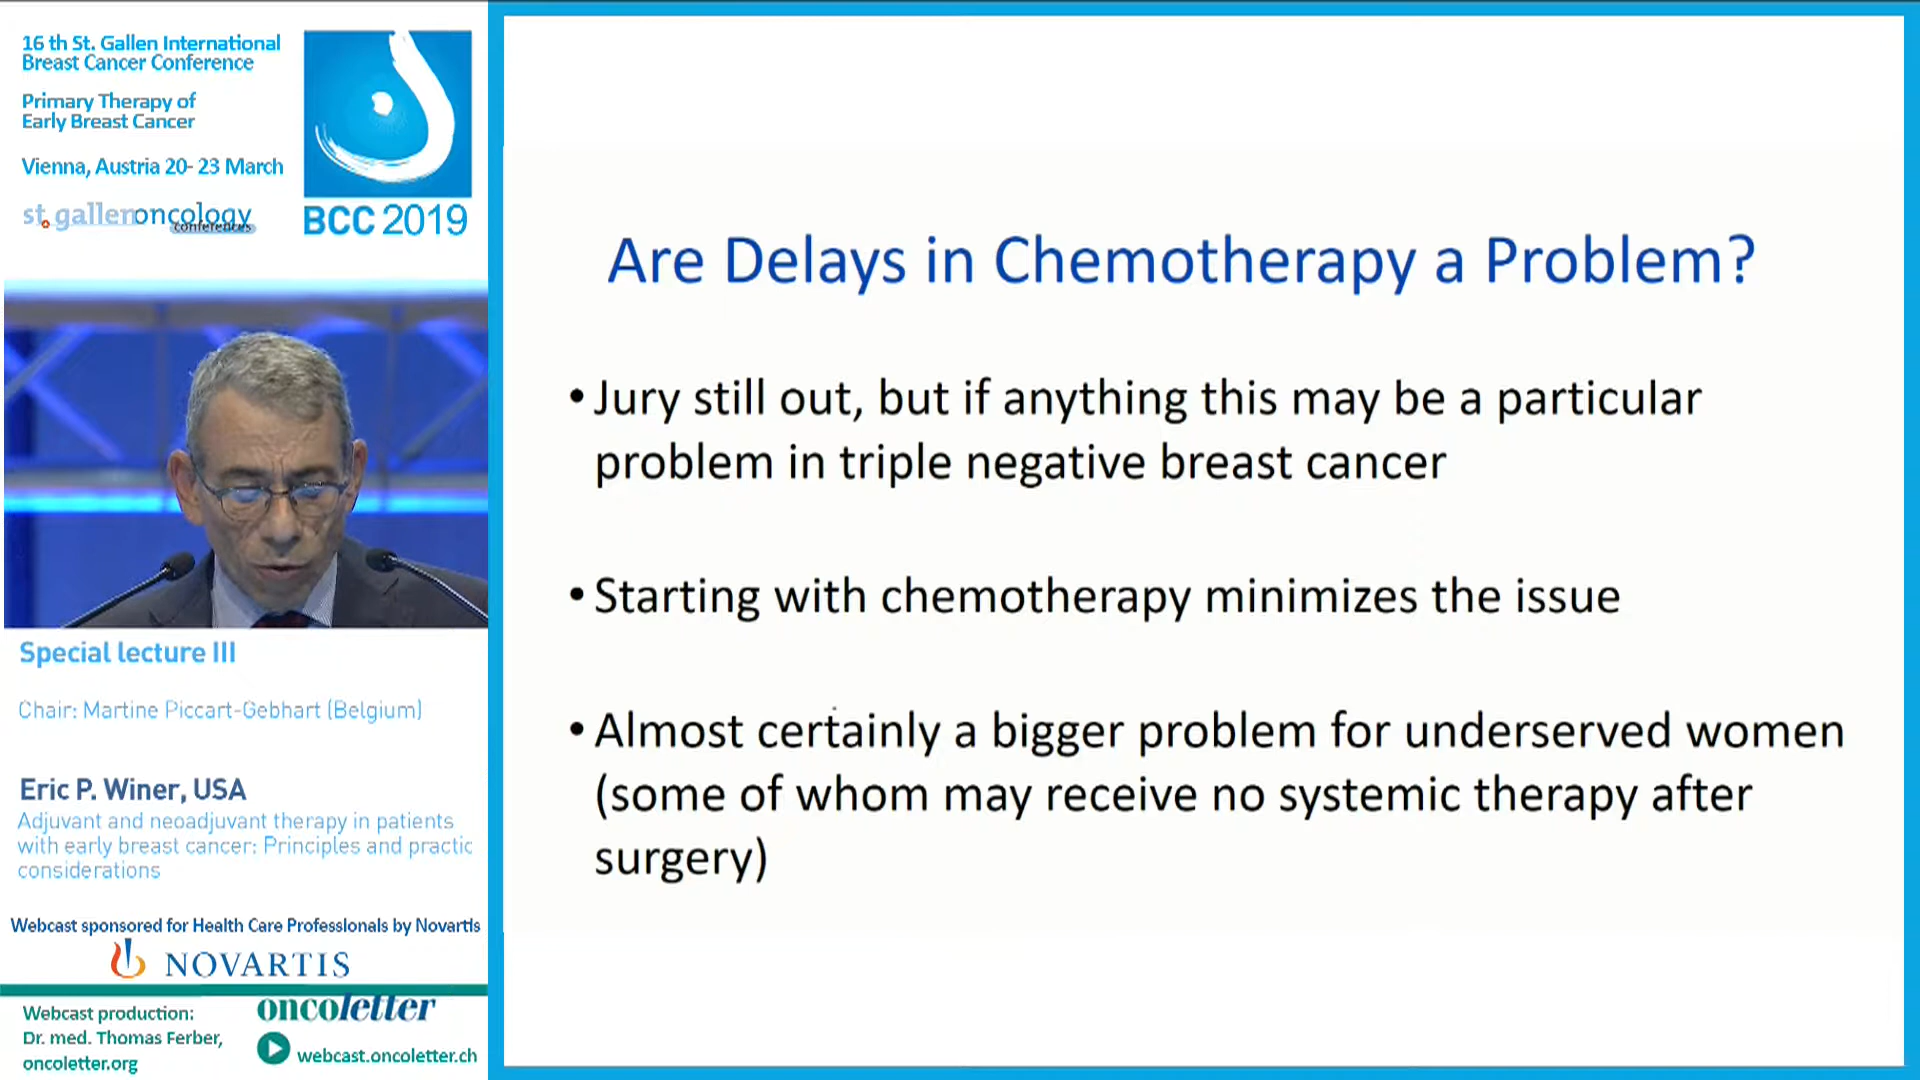 16 th St. Gallen International
Breast Cancer Conference
Primary Therapy of
Early Breast Cancer
Vienna, Austria 20- 23 March
st.gallenoncology
conferences
BCC 2019
Special lecture III
Chair: Martine Piccart-Gebhart (Belgium)
Eric P. Winer, USA
Adjuvant and neoadjuvant therapy in patients
with early breast cancer: Principles and practic
considerations
Webcast sponsored for Health Care Professionals by Novartis
NOVARTIS
Webcast production:
Dr. med. Thomas Ferber,
oncoletter.org
oncoletter
webcast.oncoletter.ch
Are Delays in Chemotherapy a Problem?
• Jury still out, but if anything this may be a particular
problem in triple negative breast cancer
• Starting with chemotherapy minimizes the issue
• Almost certainly a bigger problem for underserved women
(some of whom may receive no systemic therapy after
surgery)